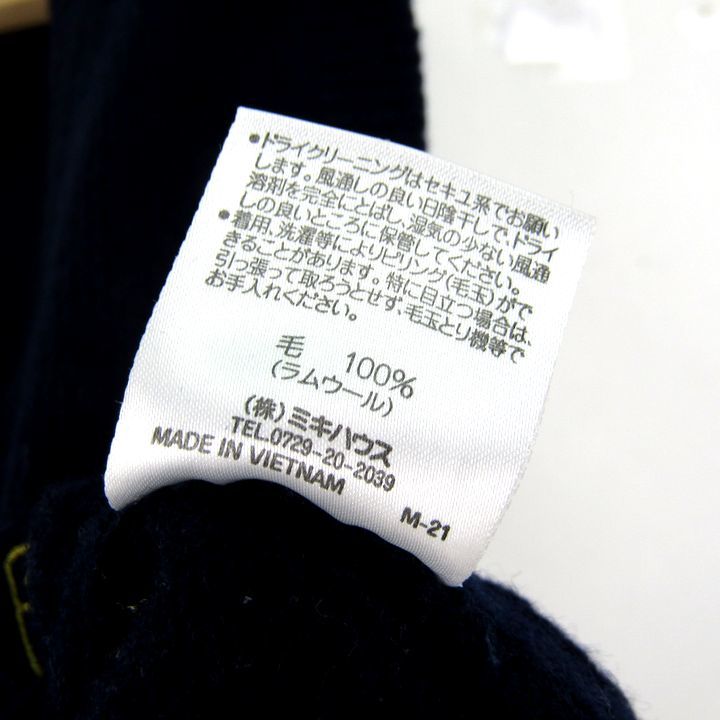 •ドライクリーニングはセキユ系でお願い
します。風通しの良い日陰干しで、ドライ
溶剤を完全にとばし、湿気の少ない風通
しの良いところに保管してください。
•着用、洗濯等によりピリング(毛玉)がで
きることがあります。特に目立つ場合は、
引っ張って取ろうとせず、毛玉とり機等で
お手入れください。
毛 100%
(ラムウール)
(株)ミキハウス
TEL.0729-20-2039
MADE IN VIETNAM
M-21